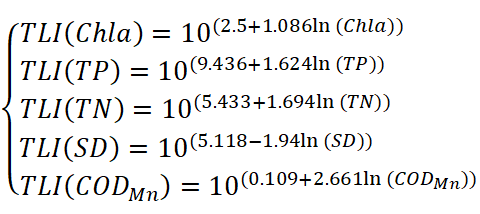 TLI(Chla) = 10^(2.5+1.086ln (Chla))
TLI(TP) = 10^(9.436+1.624ln (TP))
TLI(TN) = 10^(5.433+1.694ln (TN))
TLI(SD) = 10^(5.118−1.94ln (SD))
TLI(COD_Mn) = 10^(0.109+2.661ln (COD_Mn))